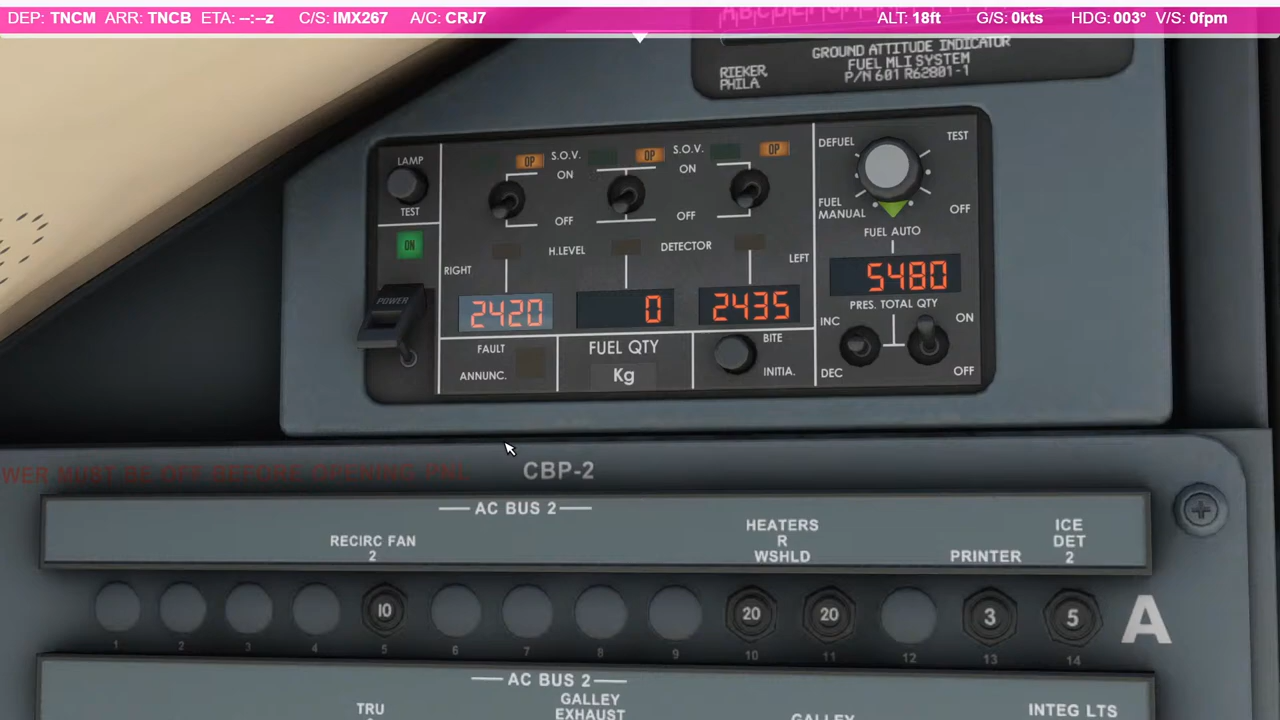 DEP: TNCM ARR: TNCB ETA: --:--z C/S: IMX267 A/C: CRJ7 ALT: 18ft G/S: 0kts HDG: 003° V/S: 0fpm
GROUND ATTITUDE INDICATOR
FUEL MLI SYSTEM
P/N 601 R62801-1
RIEKER
PHILA
LAMP
TEST
ON
POWER
OP S.O.V. OP S.O.V. OP
ON ON
OFF OFF
H.LEVEL DETECTOR
RIGHT LEFT
2420 0 2435
FAULT
ANNUNC.
FUEL QTY
Kg
BITE
INITIA.
DEFUEL TEST
FUEL
MANUAL
OFF
FUEL AUTO
5480
PRES. TOTAL QTY
INC ON
DEC OFF
WER MUST BE OFF BEFORE OPENING PNL
CBP-2
AC BUS 2
RECIRC FAN
2
HEATERS
R
WSHLD
PRINTER
ICE
DET
2
10 20 20 3 5 A
1 2 3 4 5 6 7 8 9 10 11 12 13 14
AC BUS 2
TRU
GALLEY
EXHAUST
GALLEY
INTEG LTS